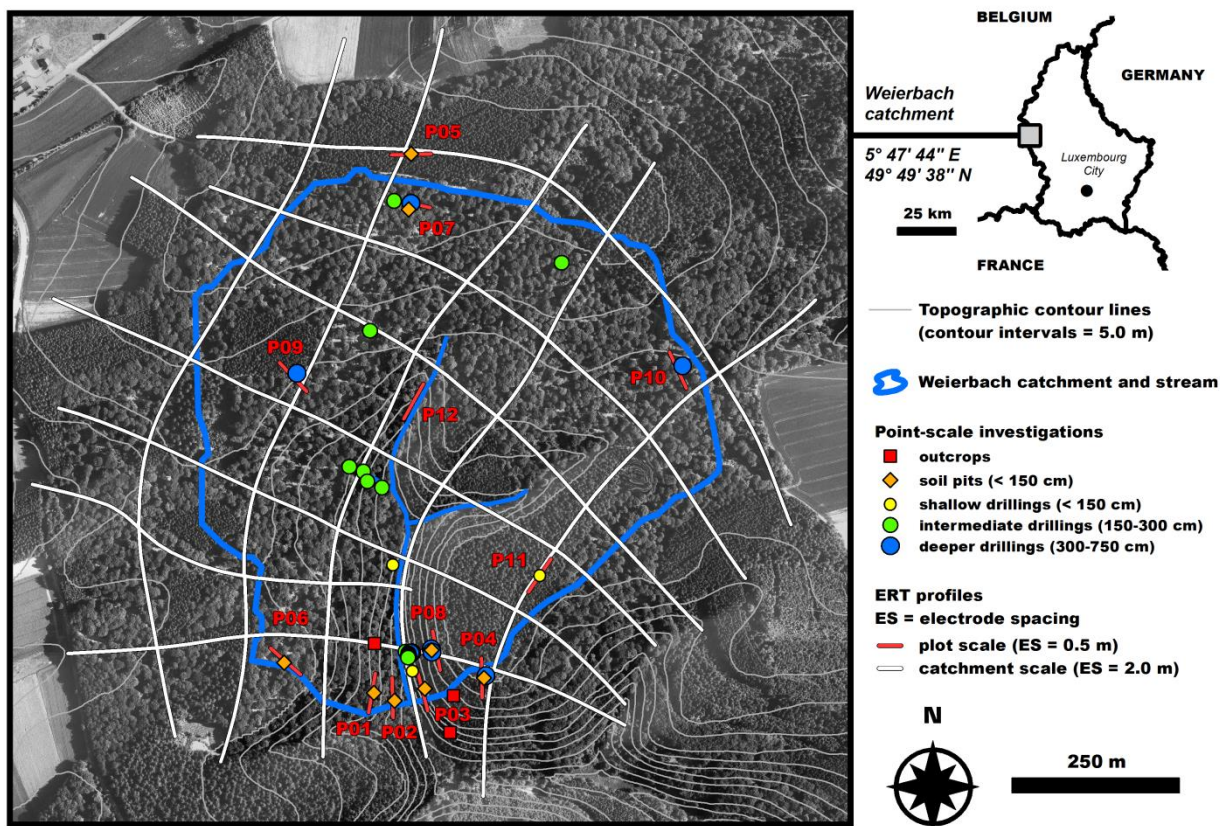 P05
P07
P09
P10
P12
P11
P06
P08
P04
P01
P02
P03
BELGIUM
GERMANY
Weierbach
catchment
5° 47' 44" E
49° 49' 38" N
Luxembourg
City
25 km
FRANCE
Topographic contour lines
(contour intervals = 5.0 m)
Weierbach catchment and stream
Point-scale investigations
outcrops
soil pits (< 150 cm)
shallow drillings (< 150 cm)
intermediate drillings (150-300 cm)
deeper drillings (300-750 cm)
ERT profiles
ES = electrode spacing
plot scale (ES = 0.5 m)
catchment scale (ES = 2.0 m)
N
250 m